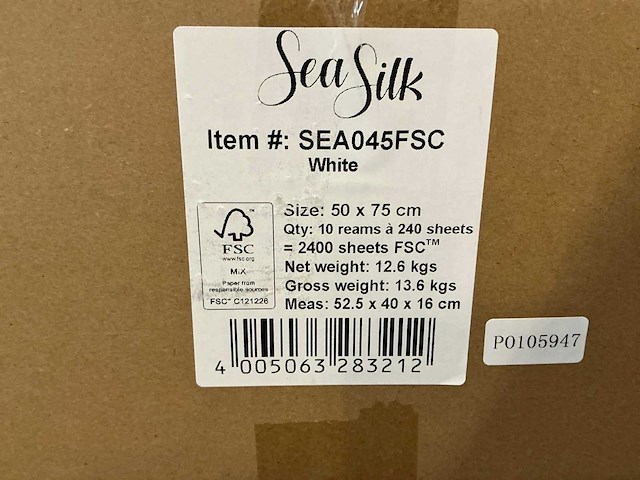 Sea Silk
Item #: SEA045FSC
White
Size: 50 x 75 cm
Qty: 10 reams à 240 sheets
= 2400 sheets FSC™
Net weight: 12.6 kgs
Gross weight: 13.6 kgs
Meas: 52.5 x 40 x 16 cm
FSC
www.fsc.org
MIX
Paper from
responsible sources
FSC™ C121226
4 005063 283212
PO105947